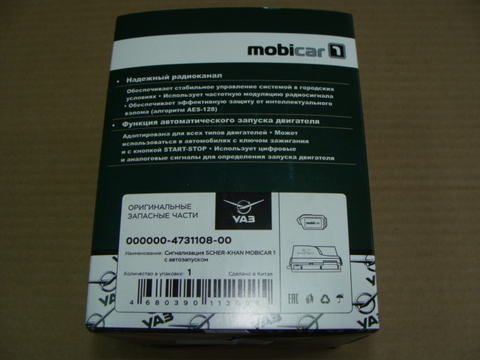 mobicar 1
• Надежный радиоканал
Обеспечивает стабильное управление системой в городских
условиях • Использует частотную модуляцию радиосигнала
• Обеспечивает эффективную защиту от интеллектуального
взлома (алгоритм AES-128)
• Функция автоматического запуска двигателя
Адаптирована для всех типов двигателей • Может
использоваться в автомобилях с ключом зажигания
и с кнопкой START-STOP • Использует цифровые
и аналоговые сигналы для определения запуска двигателя
ОРИГИНАЛЬНЫЕ
ЗАПАСНЫЕ ЧАСТИ
УАЗ
000000-4731108-00
Наименование: Сигнализация SCHER-KHAN MOBICAR 1
с автозапуском
Количество в упаковке: 1
Сделано в Китае
4 680390
EAC
УАЗ